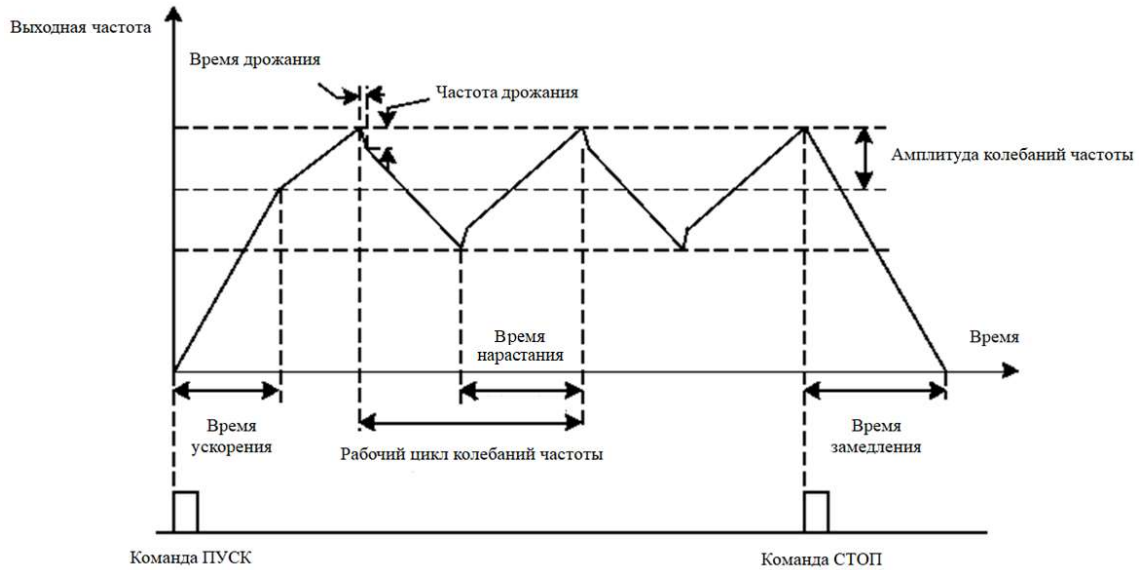 Выходная частота
Время дрожания
Частота дрожания
Амплитуда колебаний частоты
Время
нарастания
Время
Время
ускорения
Рабочий цикл колебаний частоты
Время
замедления
Команда ПУСК
Команда СТОП